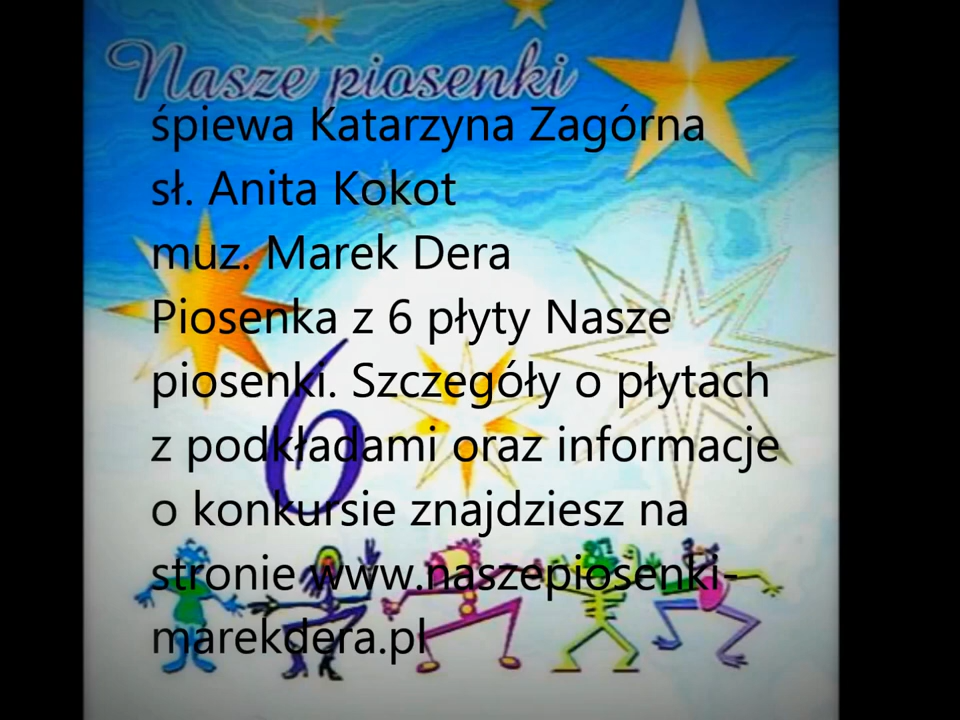 Nasze piosenki
śpiewa Katarzyna Zagórna
sł. Anita Kokot
muz. Marek Dera
Piosenka z 6 płyty Nasze
piosenki. Szczegóły o płytach
z podkładami oraz informacje
o konkursie znajdziesz na
stronie www.naszepiosenki-
marekdera.pl
6